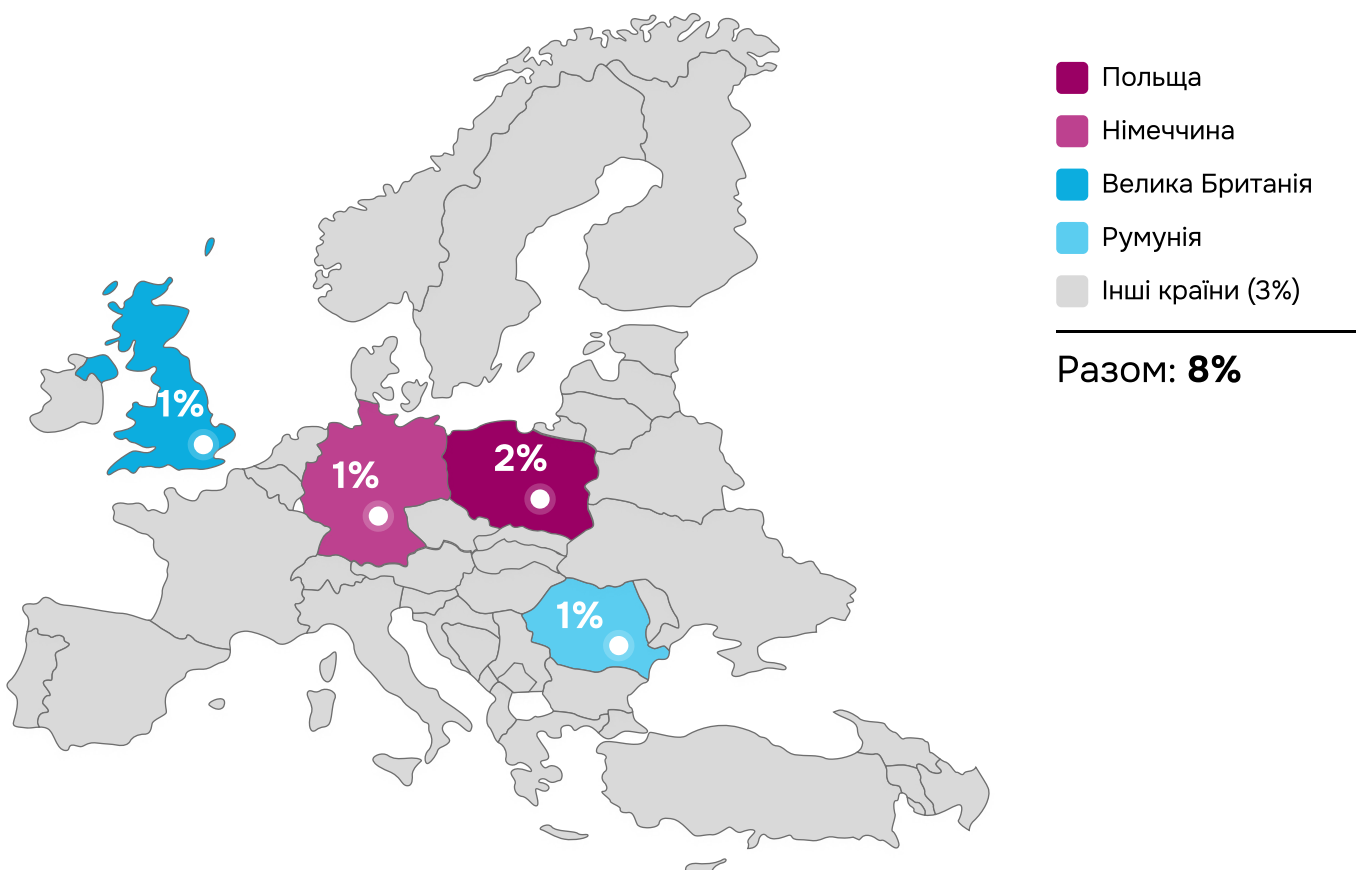 Польща
Німеччина
Велика Британія
Румунія
Інші країни (3%)
Разом: 8%
1%
1%
2%
1%